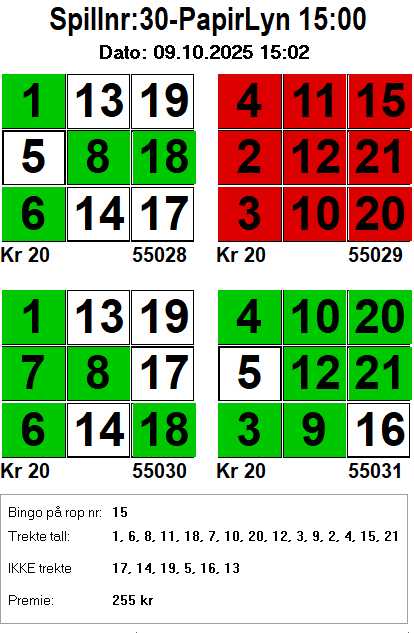 Spillnr:30-PapirLyn 15:00
Dato: 09.10.2025 15:02
1 13 19 4 11 15
5 8 18 2 12 21
6 14 17 3 10 20
Kr 20 55028 Kr 20 55029
1 13 19 4 10 20
7 8 17 5 12 21
6 14 18 3 9 16
Kr 20 55030 Kr 20 55031
Bingo på rop nr: 15
Trekte tall: 1, 6, 8, 11, 18, 7, 10, 20, 12, 3, 9, 2, 4, 15, 21
IKKE trekte 17, 14, 19, 5, 16, 13
Premie: 255 kr